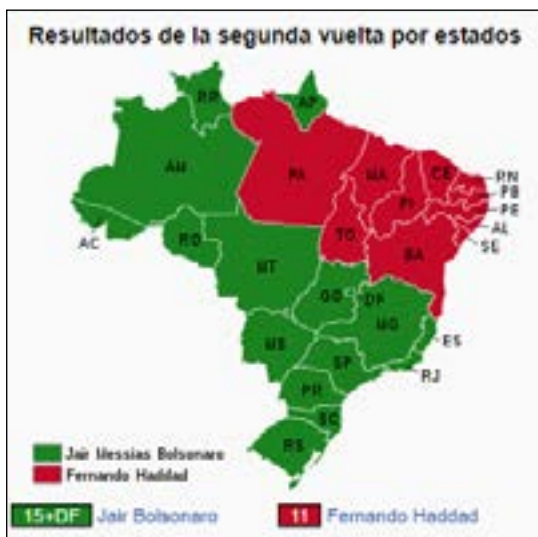 Resultados de la segunda vuelta por estados
RR
AP
AM
PA
MA
CE
RN
PB
PE
AL
SE
PI
TO
BA
AC
RO
MT
GO
DF
MG
ES
MS
SP
RJ
PR
SC
RS
Jair Messias Bolsonaro
Fernando Haddad
15+DF Jair Bolsonaro 11 Fernando Haddad